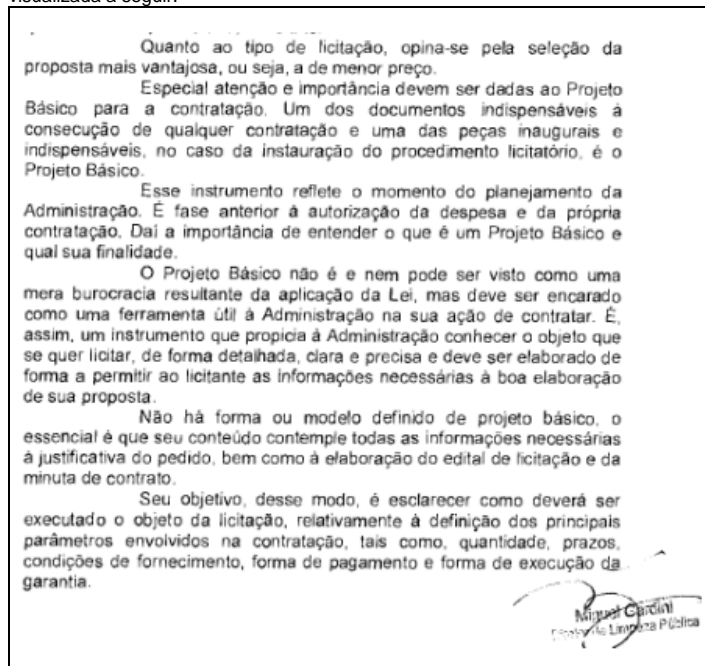 Quanto ao tipo de licitação, opina-se pela seleção da
proposta mais vantajosa, ou seja, a de menor preço.
Especial atenção e importância devem ser dadas ao Projeto
Básico para a contratação. Um dos documentos indispensáveis à
consecução de qualquer contratação e uma das peças inaugurais e
indispensáveis, no caso da instauração do procedimento licitatório, é o
Projeto Básico.
Esse instrumento reflete o momento do planejamento da
Administração. É fase anterior à autorização da despesa e da própria
contratação. Daí a importância de entender o que é um Projeto Básico e
qual sua finalidade.
O Projeto Básico não é e nem pode ser visto como uma
mera burocracia resultante da aplicação da Lei, mas deve ser encarado
como uma ferramenta útil à Administração na sua ação de contratar. É,
assim, um instrumento que propicia à Administração conhecer o objeto que
se quer licitar, de forma detalhada, clara e precisa e deve ser elaborado de
forma a permitir ao licitante as informações necessárias à boa elaboração
de sua proposta.
Não há forma ou modelo definido de projeto básico, o
essencial é que seu conteúdo contemple todas as informações necessárias
à justificativa do pedido, bem como à elaboração do edital de licitação e da
minuta de contrato.
Seu objetivo, desse modo, é esclarecer como deverá ser
executado o objeto da licitação, relativamente à definição dos principais
parâmetros envolvidos na contratação, tais como, quantidade, prazos,
condições de fornecimento, forma de pagamento e forma de execução da
garantia.
Miguel Cardini
de Limpeza Pública